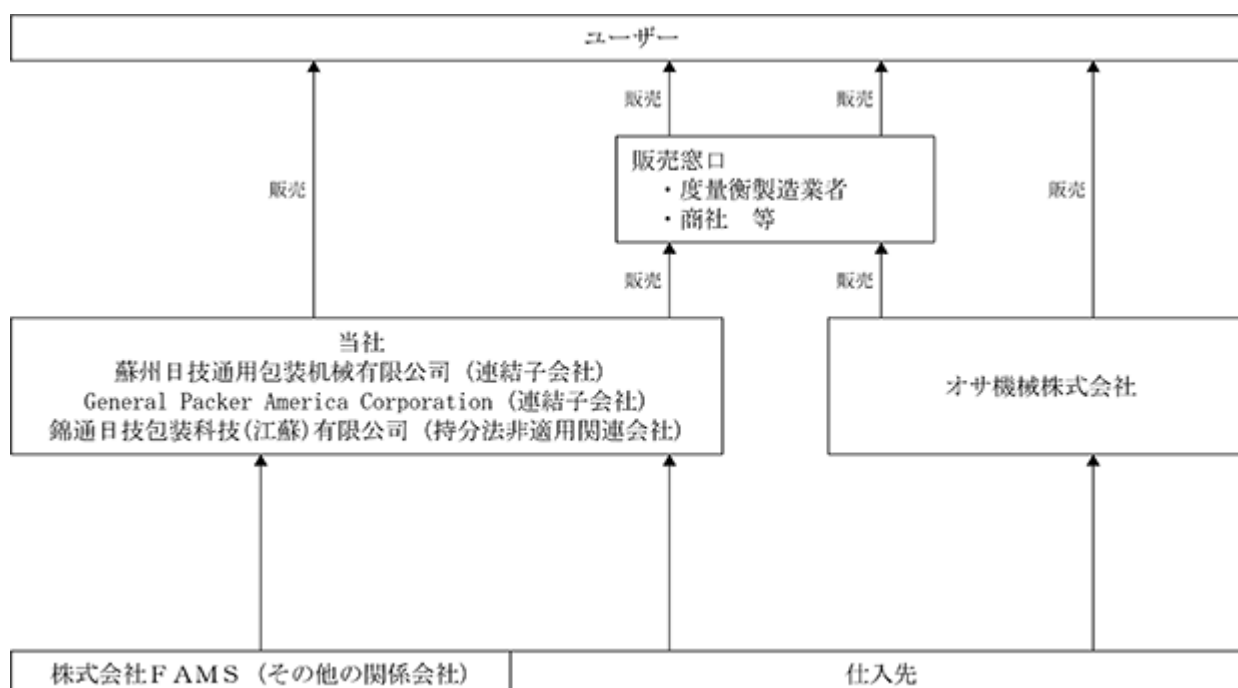 ユーザー
販売
販売
販売窓口
・度量衡製造業者
・商社　等
販売
販売
販売
販売
当社
蘇州日技通用包装机械有限公司（連結子会社）
General Packer America Corporation（連結子会社）
錦通日技包装科技(江蘇)有限公司（持分法非適用関連会社）
オサ機械株式会社
株式会社ＦＡＭＳ（その他の関係会社）
仕入先